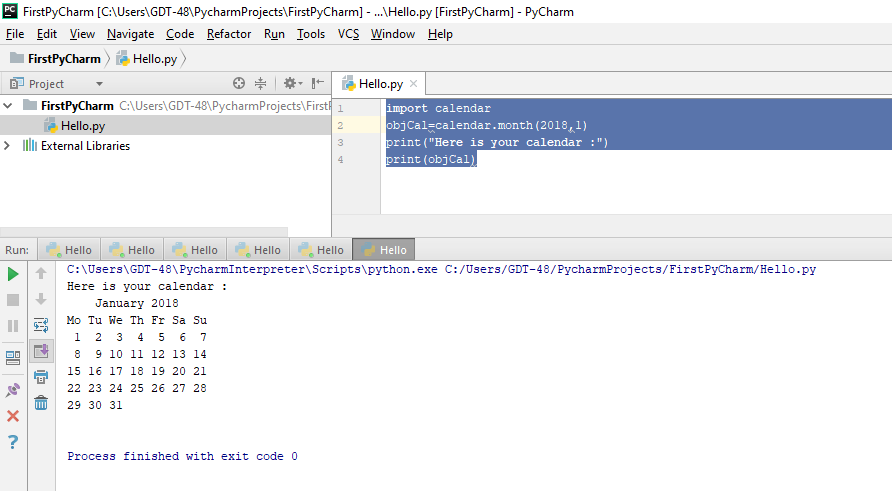 FirstPyCharm [C:\Users\GDT-48\PycharmProjects\FirstPyCharm] - ...\Hello.py [FirstPyCharm] - PyCharm
File Edit View Navigate Code Refactor Run Tools VCS Window Help
FirstPyCharm Hello.py
Project
Hello.py
FirstPyCharm C:\Users\GDT-48\PycharmProjects\First
Hello.py
External Libraries
1 import calendar
2 objCal=calendar.month(2018,1)
3 print("Here is your calendar :")
4 print(objCal)
Run: Hello Hello Hello Hello Hello Hello
C:\Users\GDT-48\PycharmInterpreter\Scripts\python.exe C:/Users/GDT-48/PycharmProjects/FirstPyCharm/Hello.py
Here is your calendar :
January 2018
Mo Tu We Th Fr Sa Su
1 2 3 4 5 6 7
8 9 10 11 12 13 14
15 16 17 18 19 20 21
22 23 24 25 26 27 28
29 30 31
Process finished with exit code 0